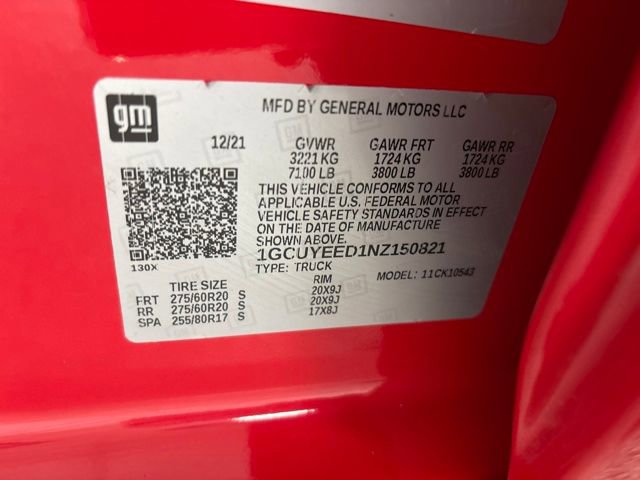 gm
MFD BY GENERAL MOTORS LLC
12/21 GVWR GAWR FRT GAWR RR
3221 KG 1724 KG 1724 KG
7100 LB 3800 LB 3800 LB
THIS VEHICLE CONFORMS TO ALL
APPLICABLE U.S. FEDERAL MOTOR
VEHICLE SAFETY STANDARDS IN EFFECT
ON THE DATE OF MANUFACTURE
SHOWN ABOVE.
1GCUYEED1NZ150821
130X TYPE: TRUCK MODEL: 11CK10543
TIRE SIZE RIM
FRT 275/60R20 S 20X9J
RR 275/60R20 S 20X9J
SPA 255/80R17 S 17X8J